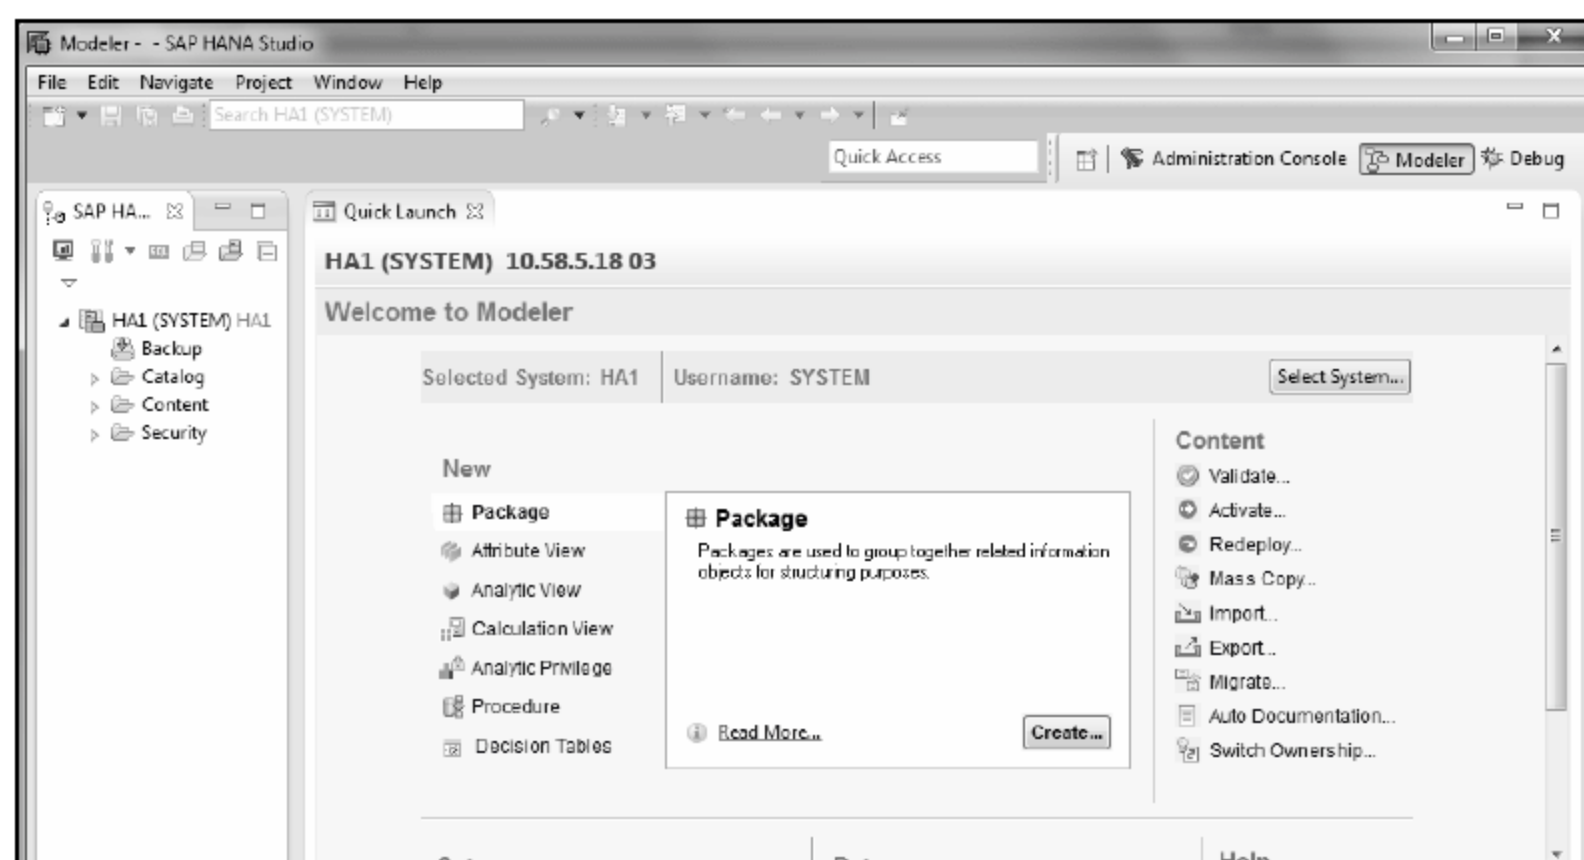 Modeler - - SAP HANA Studio
File Edit Navigate Project Window Help
Search HA1 (SYSTEM)
Quick Access
Administration Console Modeler Debug
SAP HA...
Quick Launch
HA1 (SYSTEM) 10.58.5.18 03
Welcome to Modeler
HA1 (SYSTEM) HA1
Backup
Catalog
Content
Security
Selected System: HA1
Username: SYSTEM
Select System...
New
Package
Attribute View
Analytic View
Calculation View
Analytic Privilege
Procedure
Decision Tables
Package
Packages are used to group together related information
objects for structuring purposes.
Read More...
Create...
Content
Validate...
Activate...
Redeploy...
Mass Copy...
Import...
Export...
Migrate...
Auto Documentation...
Switch Ownership...
Help